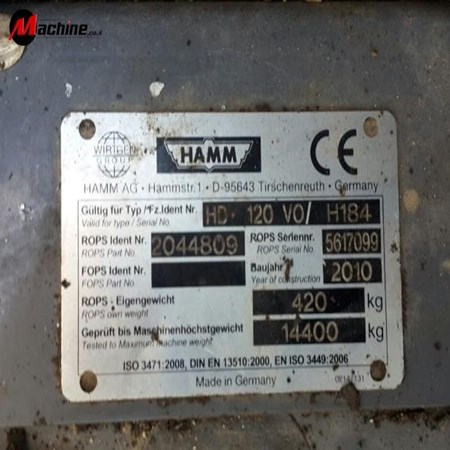 Machine.co.il
WIRTGEN
GROUP
HAMM
CE
HAMM AG · Hammstr.1 · D-95643 Tirschenreuth · Germany
Gültig für Typ /Fz.Ident Nr. HD+ 120 VO/ H184
Valid for type / Serial No.
ROPS Ident Nr. 2044809 ROPS Seriennr. 5617099
ROPS Part No. ROPS Serial No.
FOPS Ident Nr. Baujahr 2010
FOPS Part No. Year of construction
ROPS - Eigengewicht 420 kg
ROPS own weight
Geprüft bis Maschinenhöchstgewicht 14400 kg
Tested to Maximum machine weight
ISO 3471:2008, DIN EN 13510:2000, EN ISO 3449:2006
Made in Germany